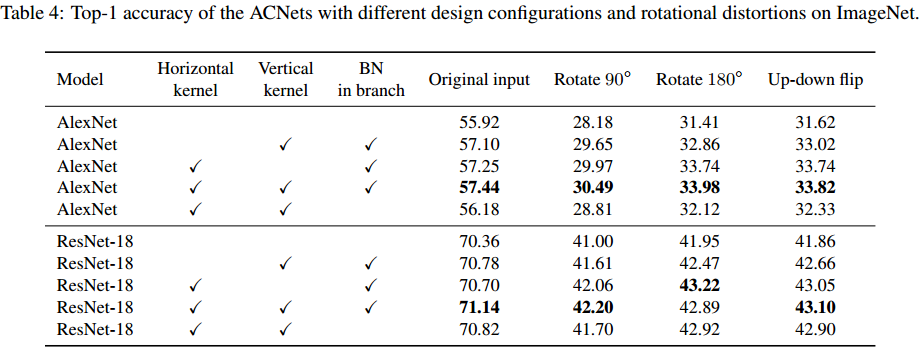 Table 4: Top-1 accuracy of the ACNets with different design configurations and rotational distortions on ImageNet.
Model Horizontal kernel Vertical kernel BN in branch Original input Rotate 90° Rotate 180° Up-down flip
AlexNet 55.92 28.18 31.41 31.62
AlexNet ✓ ✓ 57.10 29.65 32.86 33.02
AlexNet ✓ ✓ 57.25 29.97 33.74 33.74
AlexNet ✓ ✓ ✓ 57.44 30.49 33.98 33.82
AlexNet ✓ ✓ 56.18 28.81 32.12 32.33
ResNet-18 70.36 41.00 41.95 41.86
ResNet-18 ✓ ✓ 70.78 41.61 42.47 42.66
ResNet-18 ✓ ✓ 70.70 42.06 43.22 43.05
ResNet-18 ✓ ✓ ✓ 71.14 42.20 42.89 43.10
ResNet-18 ✓ ✓ 70.82 41.70 42.92 42.90